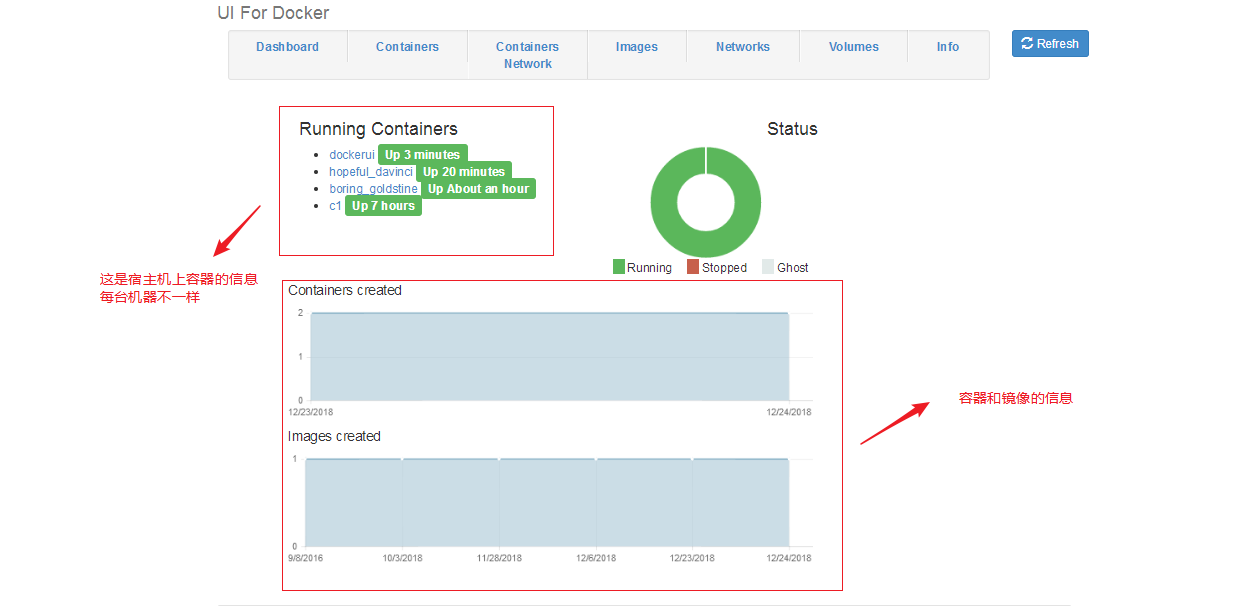 UI For Docker
Dashboard
Containers
Containers
Network
Images
Networks
Volumes
Info
Refresh
Running Containers
dockerui Up 3 minutes
hopeful_davinci Up 20 minutes
boring_goldstine Up About an hour
c1 Up 7 hours
Status
Running Stopped Ghost
这是宿主机上容器的信息
每台机器不一样
Containers created
2
1
0
12/23/2018 12/24/2018
容器和镜像的信息
Images created
1
0
9/8/2016 10/3/2018 11/28/2018 12/6/2018 12/23/2018 12/24/2018